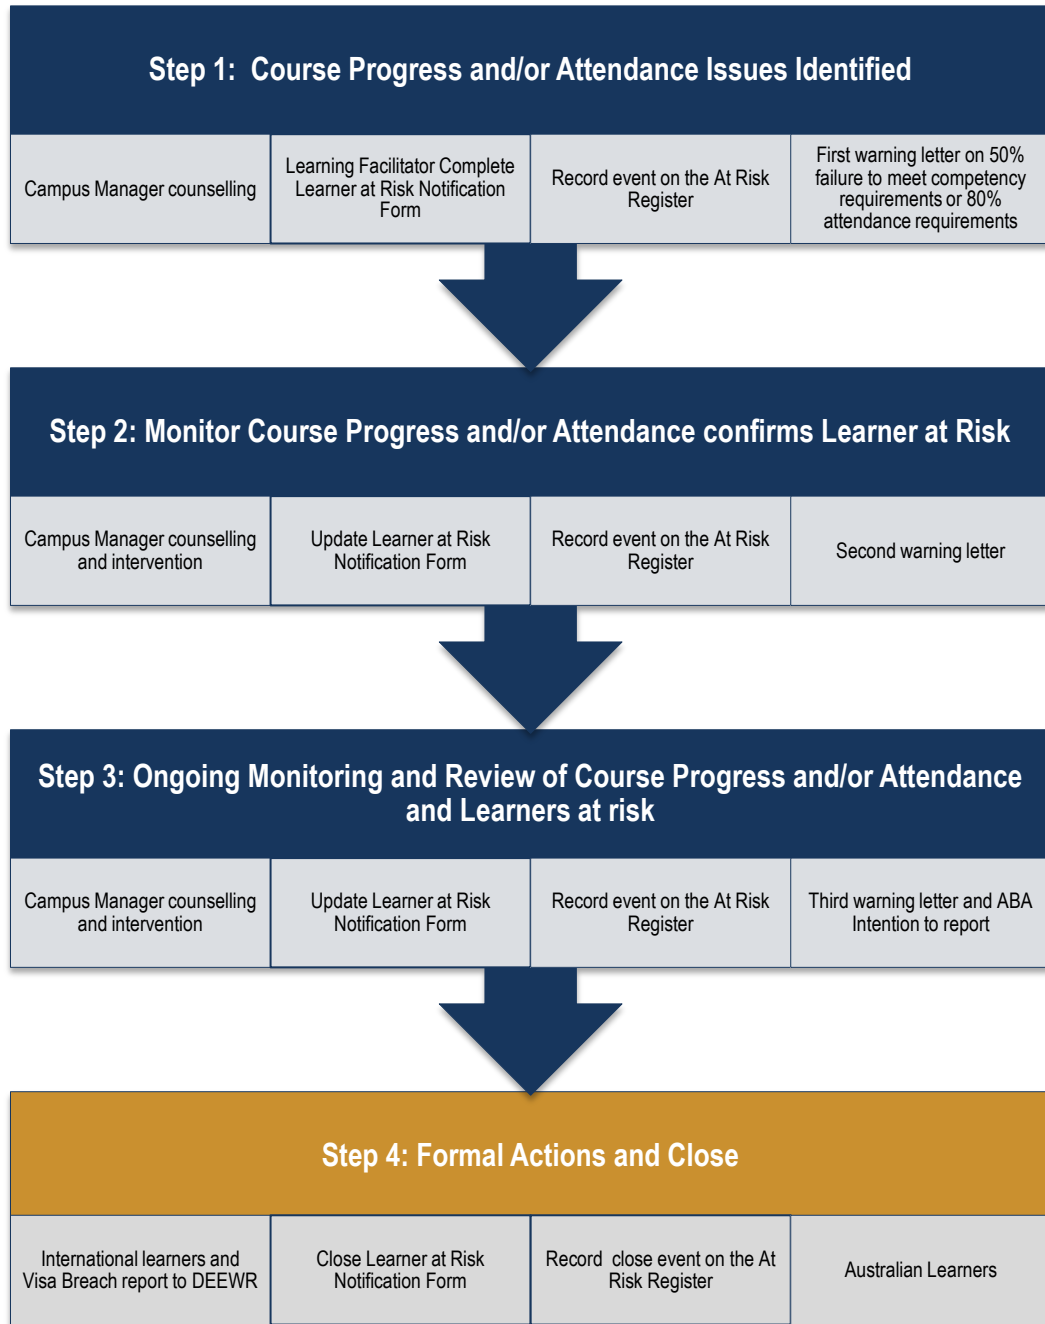 Step 1:  Course Progress and/or Attendance Issues Identified
Campus Manager counselling
Learning Facilitator Complete
Learner at Risk Notification
Form
Record event on the At Risk
Register
First warning letter on 50%
failure to meet competency
requirements or 80%
attendance requirements
Step 2: Monitor Course Progress and/or Attendance confirms Learner at Risk
Campus Manager counselling
and intervention
Update Learner at Risk
Notification Form
Record event on the At Risk
Register
Second warning letter
Step 3: Ongoing Monitoring and Review of Course Progress and/or Attendance
and Learners at risk
Campus Manager counselling
and intervention
Update Learner at Risk
Notification Form
Record event on the At Risk
Register
Third warning letter and ABA
Intention to report
Step 4: Formal Actions and Close
International learners and
Visa Breach report to DEEWR
Close Learner at Risk
Notification Form
Record  close event on the At
Risk Register
Australian Learners